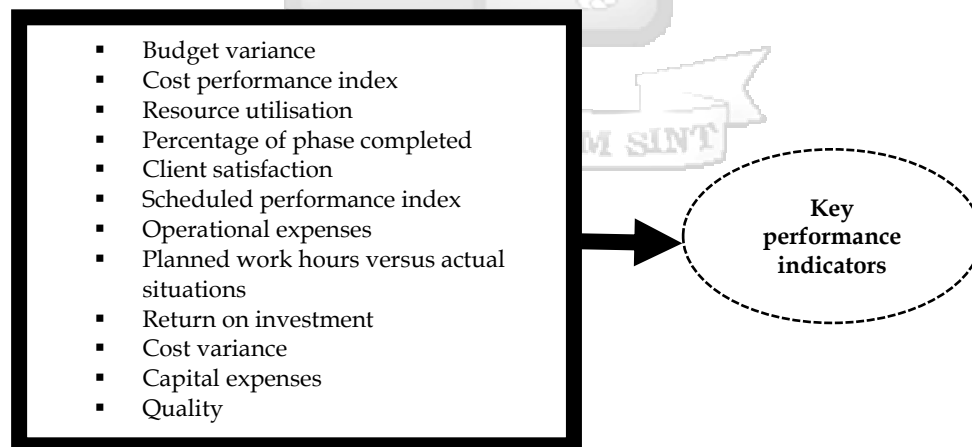 ▪ Budget variance
▪ Cost performance index
▪ Resource utilisation
▪ Percentage of phase completed
▪ Client satisfaction
▪ Scheduled performance index
▪ Operational expenses
▪ Planned work hours versus actual
situations
▪ Return on investment
▪ Cost variance
▪ Capital expenses
▪ Quality
M SINT
Key
performance
indicators